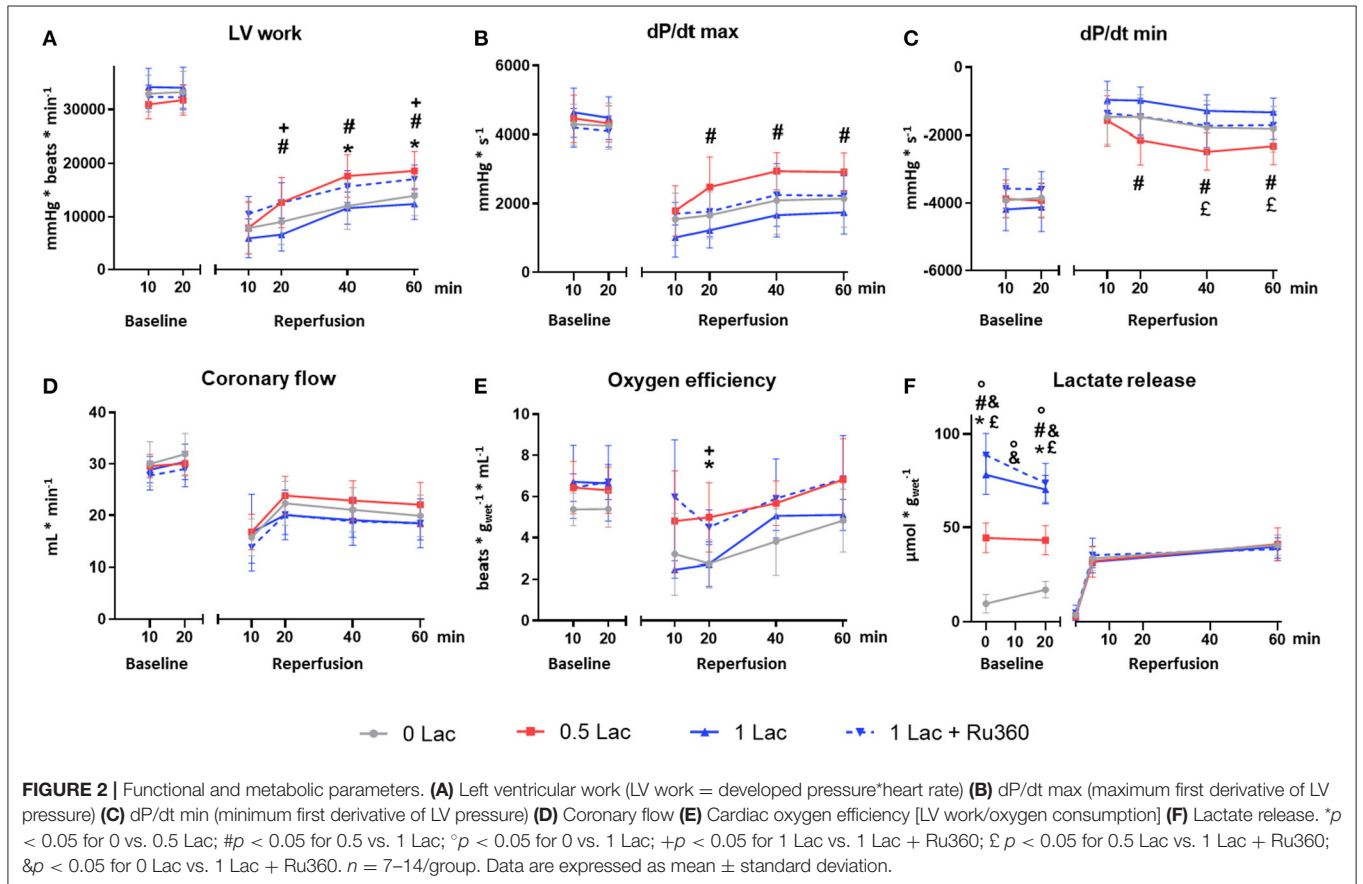 A
LV work
mmHg * beats * min⁻¹
30000
20000
10000
0
+
#
#
*
+
#
*
10 20 10 20 40 60 min
Baseline Reperfusion
B
dP/dt max
mmHg * s⁻¹
6000
4000
2000
0
# # #
10 20 10 20 40 60
Baseline Reperfusion
C
dP/dt min
mmHg * s⁻¹
0
-2000
-4000
-6000
# # #
£ £
10 20 10 20 40 60 min
Baseline Reperfusion
D
Coronary flow
mL * min⁻¹
40
30
20
10
0
10 20 10 20 40 60 min
Baseline Reperfusion
E
Oxygen efficiency
beats * gwet⁻¹ * mL⁻¹
10
8
6
4
2
0
+
*
10 20 10 20 40 60
Baseline Reperfusion
F
Lactate release
µmol * gwet⁻¹
100
50
0
°
#&
*£
°
&
°
#&
*£
0 10 20 20 40 60 min
Baseline Reperfusion
0 Lac 0.5 Lac 1 Lac 1 Lac + Ru360
FIGURE 2 | Functional and metabolic parameters. (A) Left ventricular work (LV work = developed pressure*heart rate) (B) dP/dt max (maximum first derivative of LV
pressure) (C) dP/dt min (minimum first derivative of LV pressure) (D) Coronary flow (E) Cardiac oxygen efficiency [LV work/oxygen consumption] (F) Lactate release. *p
< 0.05 for 0 vs. 0.5 Lac; #p < 0.05 for 0.5 vs. 1 Lac; °p < 0.05 for 0 vs. 1 Lac; +p < 0.05 for 1 Lac vs. 1 Lac + Ru360; £ p < 0.05 for 0.5 Lac vs. 1 Lac + Ru360;
&p < 0.05 for 0 Lac vs. 1 Lac + Ru360. n = 7–14/group. Data are expressed as mean ± standard deviation.